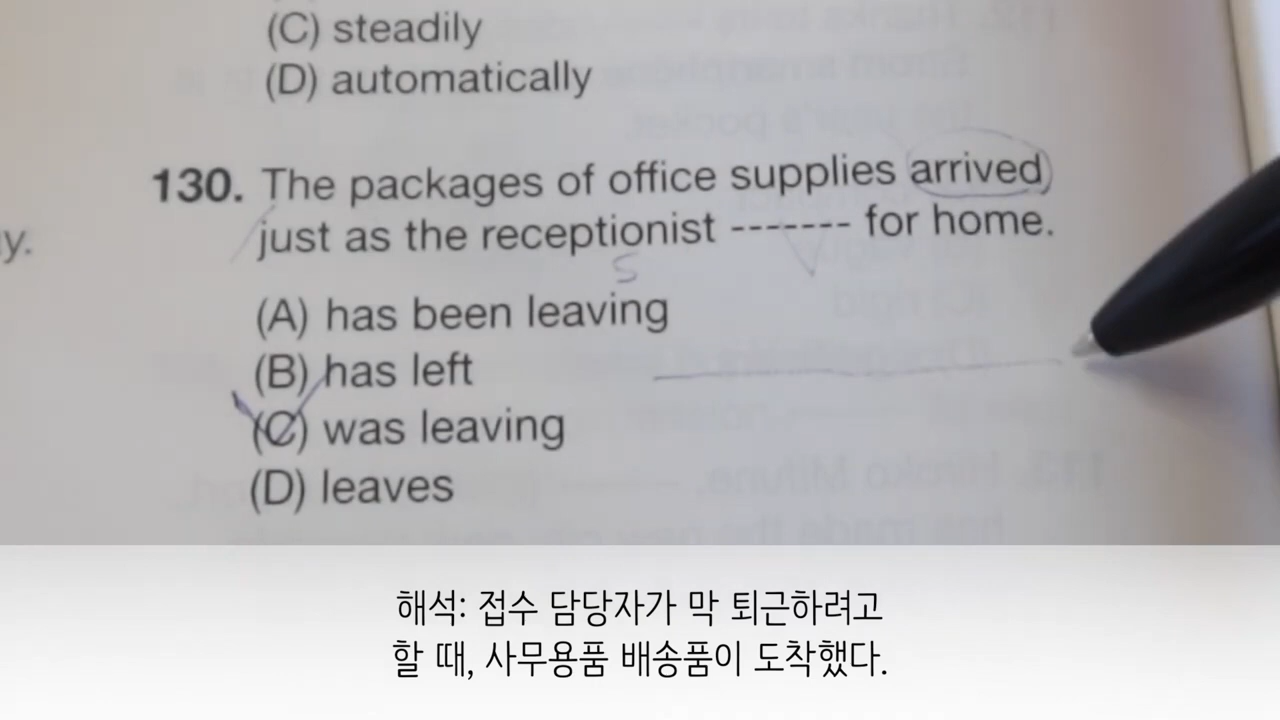 (C) steadily
(D) automatically
130. The packages of office supplies arrived
just as the receptionist ------- for home.
y.
S
V
(A) has been leaving
(B) has left
(C) was leaving
(D) leaves
해석: 접수 담당자가 막 퇴근하려고
할 때, 사무용품 배송품이 도착했다.